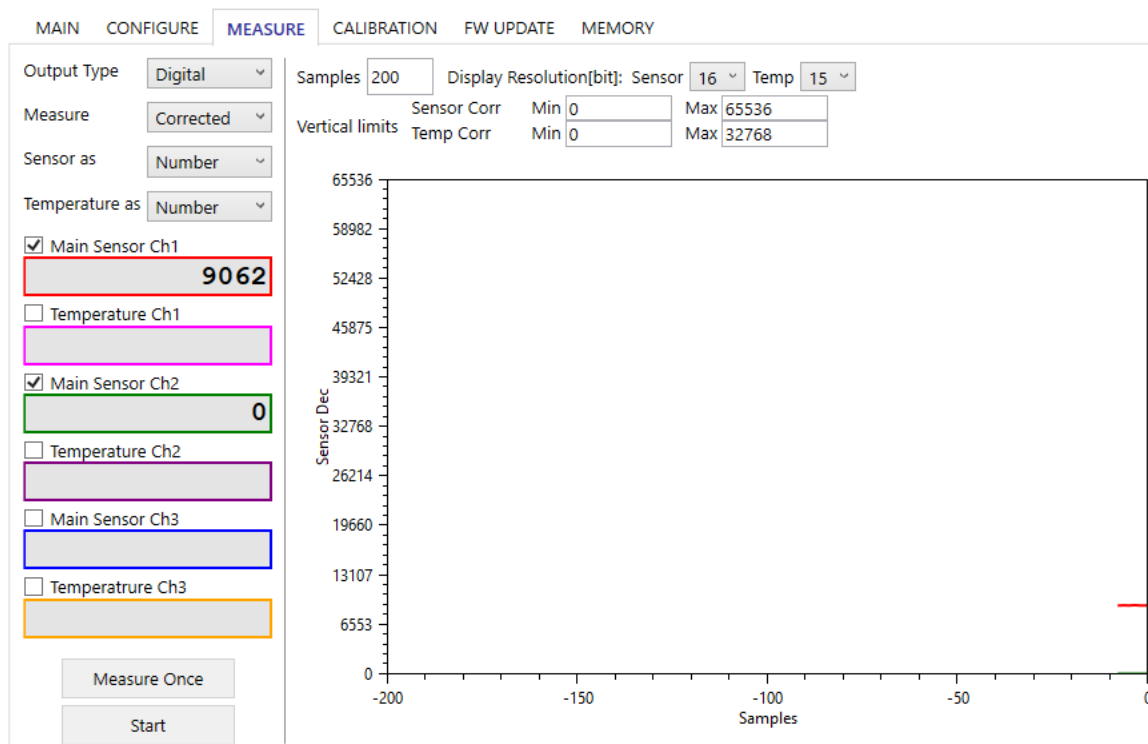 MAIN CONFIGURE MEASURE CALIBRATION FW UPDATE MEMORY
Output Type Digital
Measure Corrected
Sensor as Number
Temperature as Number
Main Sensor Ch1
9062
Temperature Ch1
Main Sensor Ch2
0
Temperature Ch2
Main Sensor Ch3
Temperatrure Ch3
Measure Once
Start
Samples 200 Display Resolution[bit]: Sensor 16 Temp 15
Vertical limits
Sensor Corr Min 0 Max 65536
Temp Corr Min 0 Max 32768
65536
58982
52428
45875
39321
32768
26214
19660
13107
6553
0
Sensor Dec
-200 -150 -100 -50 0
Samples